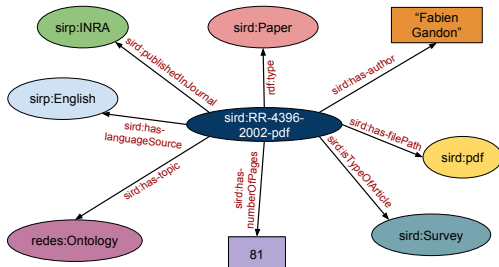 sirp:INRA
sird:Paper
"Fabien
Gandon"
sird:publishedInJournal
rdf:type
sird:has-author
sirp:English
sird:has-
languageSource
sird:RR-4396-
2002-pdf
sird:has-filePath
sird:pdf
sird:has-topic
sird:has-
numberOfPages
sird:isTypeOfArticle
redes:Ontology
81
sird:Survey